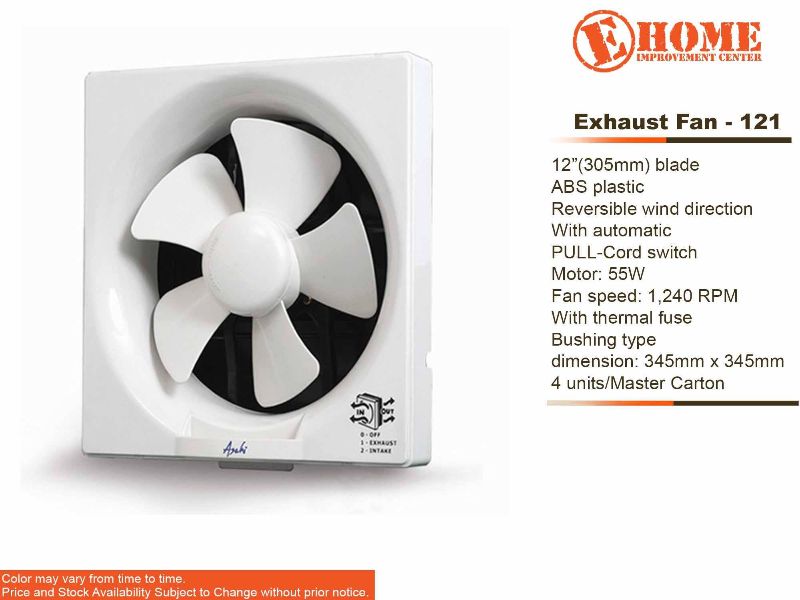 EHOME
IMPROVEMENT CENTER
Exhaust Fan - 121
12”(305mm) blade
ABS plastic
Reversible wind direction
With automatic
PULL-Cord switch
Motor: 55W
Fan speed: 1,240 RPM
With thermal fuse
Bushing type
dimension: 345mm x 345mm
4 units/Master Carton
IN OUT
0 - OFF
1 - EXHAUST
2 - INTAKE
Asahi
Color may vary from time to time.
Price and Stock Availability Subject to Change without prior notice.